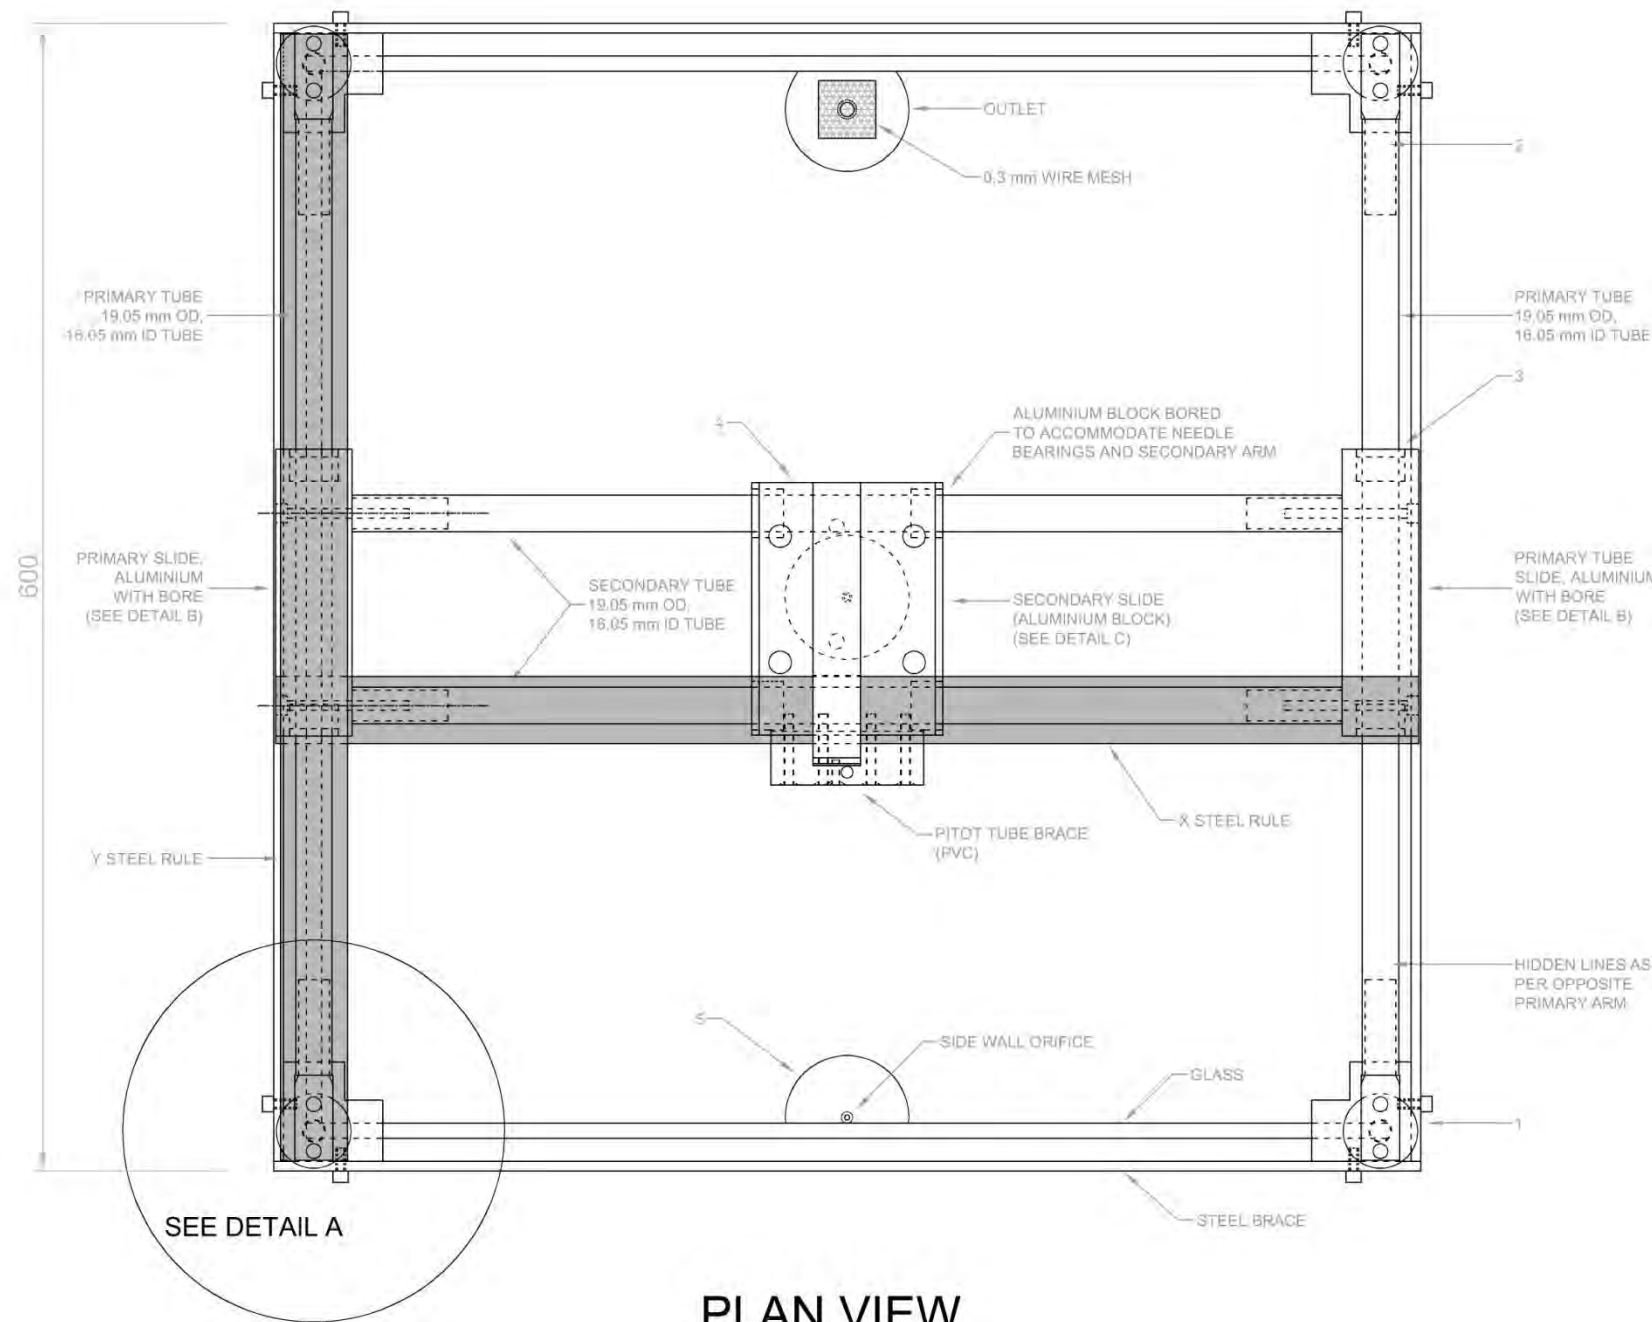 OUTLET
2
0.3 mm WIRE MESH
PRIMARY TUBE
19.05 mm OD,
16.05 mm ID TUBE
PRIMARY TUBE
19.05 mm OD,
16.05 mm ID TUBE
3
4
ALUMINIUM BLOCK BORED
TO ACCOMMODATE NEEDLE
BEARINGS AND SECONDARY ARM
600
PRIMARY SLIDE,
ALUMINIUM
WITH BORE
(SEE DETAIL B)
SECONDARY TUBE
19.05 mm OD,
16.05 mm ID TUBE
SECONDARY SLIDE
(ALUMINIUM BLOCK)
(SEE DETAIL C)
PRIMARY TUBE
SLIDE, ALUMINIUM
WITH BORE
(SEE DETAIL B)
X STEEL RULE
PITOT TUBE BRACE
(PVC)
Y STEEL RULE
HIDDEN LINES AS
PER OPPOSITE
PRIMARY ARM
5
SIDE WALL ORIFICE
GLASS
1
STEEL BRACE
SEE DETAIL A
PLAN VIEW